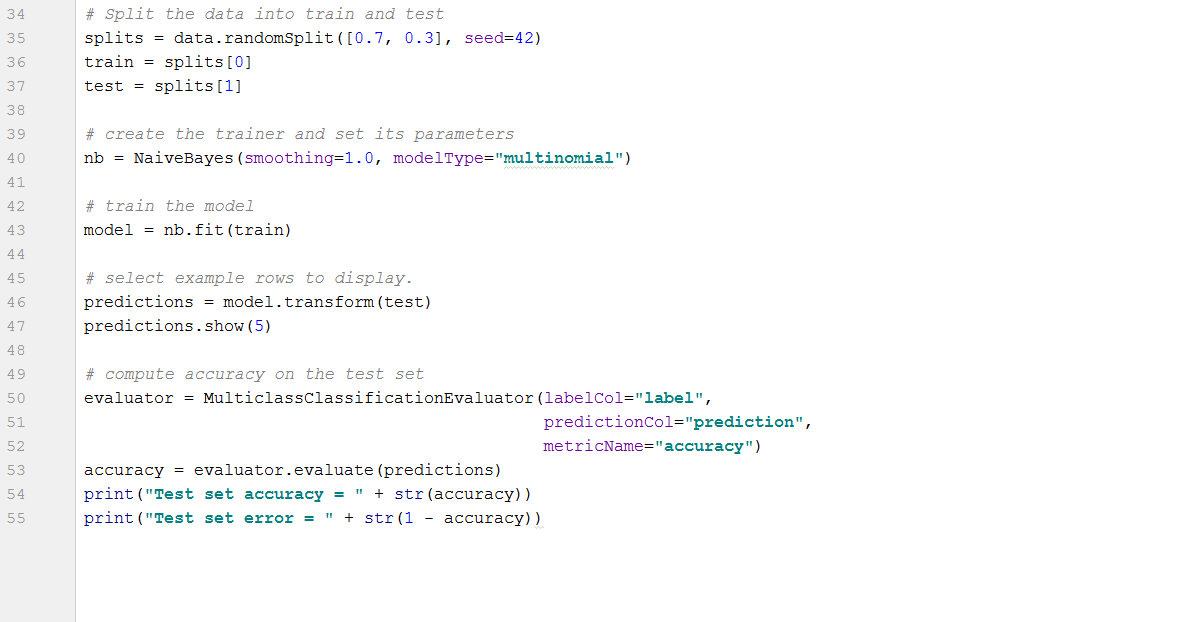 34 # Split the data into train and test
35 splits = data.randomSplit([0.7, 0.3], seed=42)
36 train = splits[0]
37 test = splits[1]
38
39 # create the trainer and set its parameters
40 nb = NaiveBayes(smoothing=1.0, modelType="multinomial")
41
42 # train the model
43 model = nb.fit(train)
44
45 # select example rows to display.
46 predictions = model.transform(test)
47 predictions.show(5)
48
49 # compute accuracy on the test set
50 evaluator = MulticlassClassificationEvaluator(labelCol="label",
51 predictionCol="prediction",
52 metricName="accuracy")
53 accuracy = evaluator.evaluate(predictions)
54 print("Test set accuracy = " + str(accuracy))
55 print("Test set error = " + str(1 - accuracy))